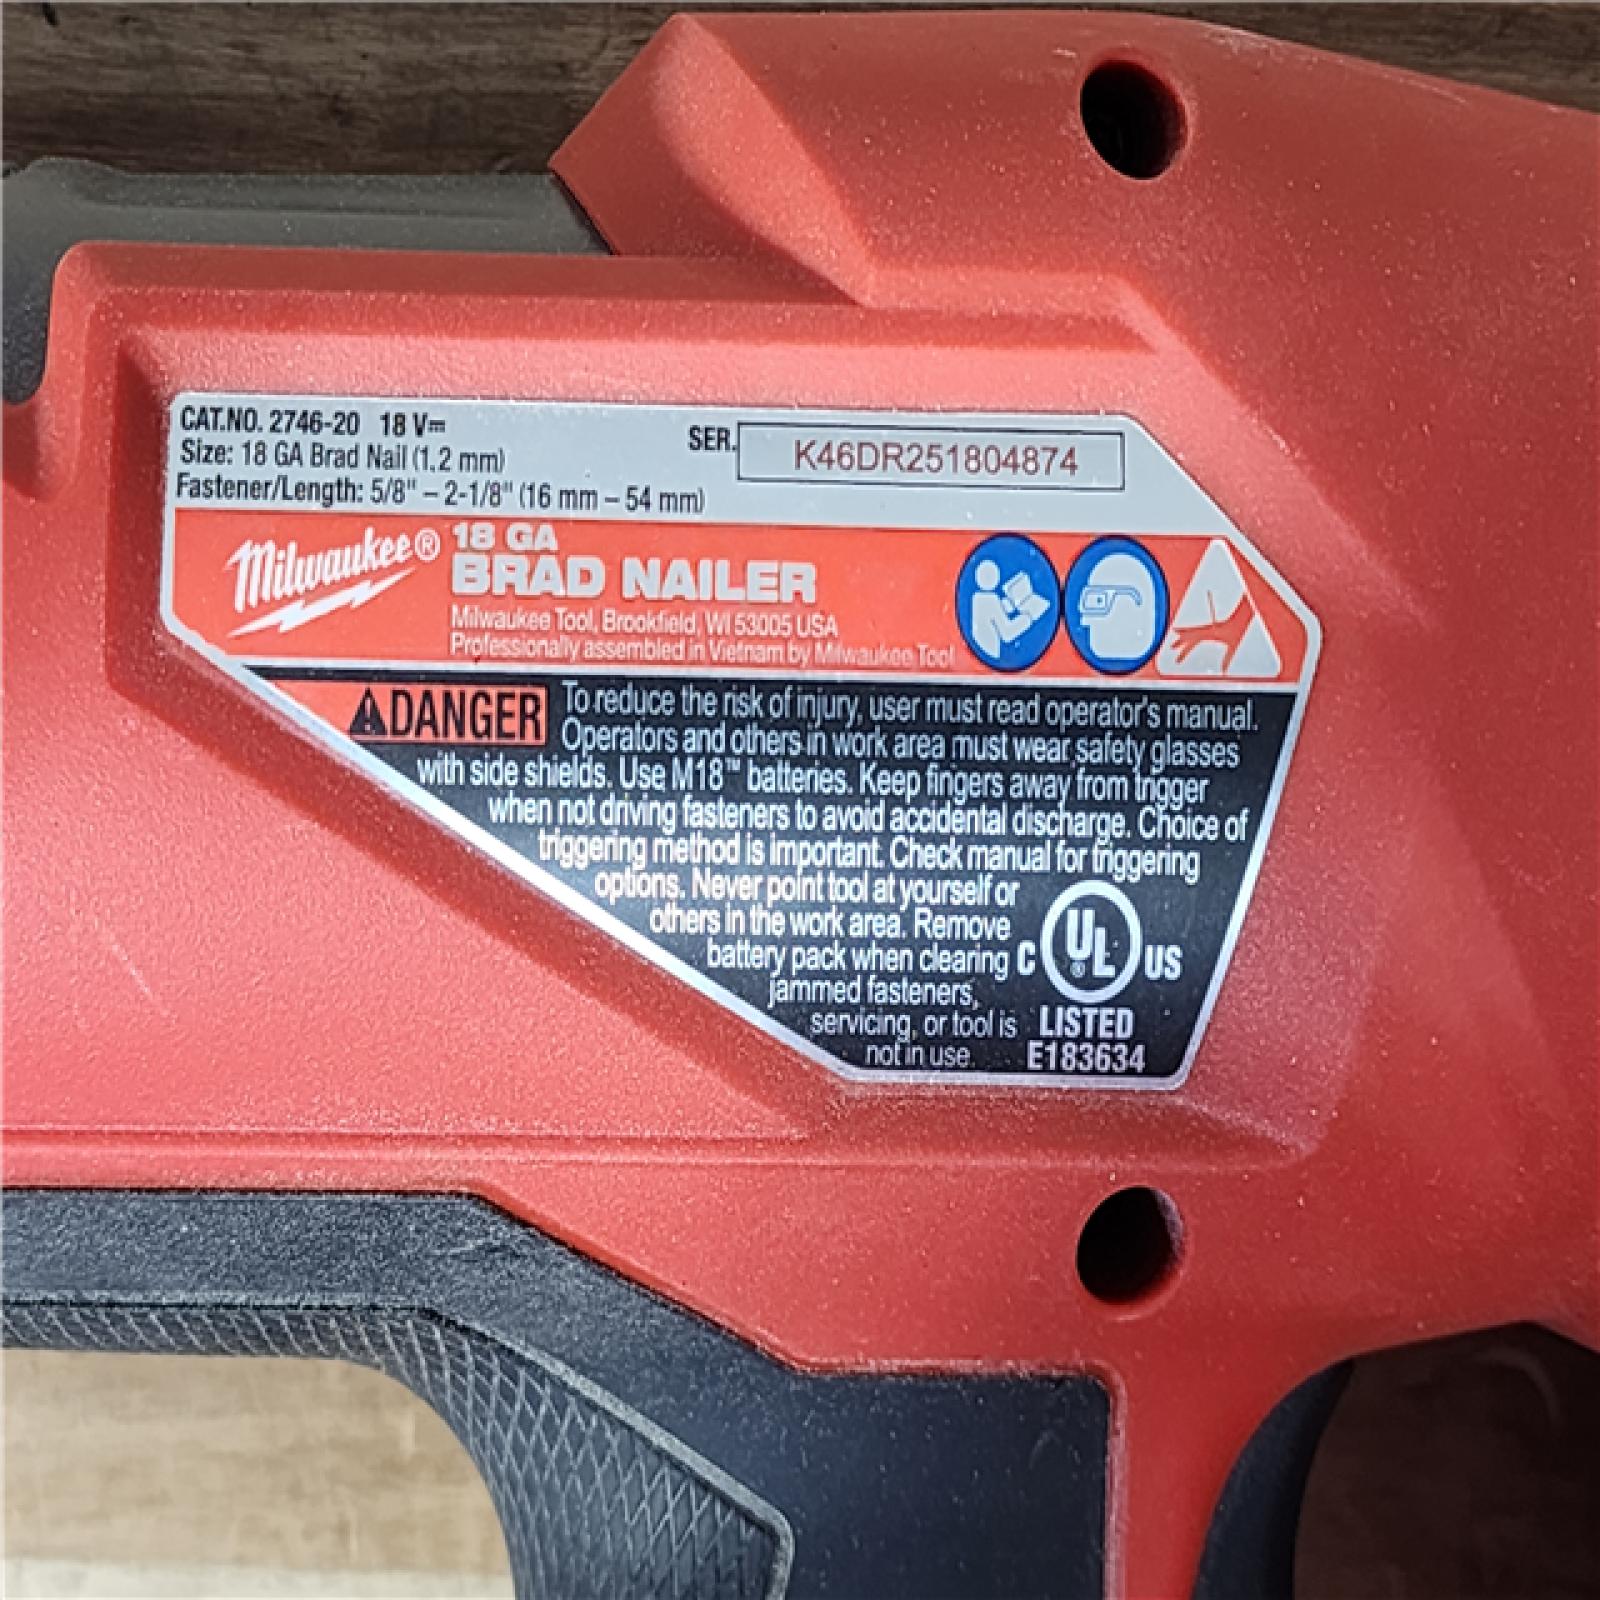 CAT.NO. 2746-20 18 V⎓
SER. K46DR251804874
Size: 18 GA Brad Nail (1.2 mm)
Fastener/Length: 5/8" – 2-1/8" (16 mm – 54 mm)
Milwaukee® 18 GA
BRAD NAILER
Milwaukee Tool, Brookfield, WI 53005 USA
Professionally assembled in Vietnam by Milwaukee Tool
DANGER To reduce the risk of injury, user must read operator's manual.
Operators and others in work area must wear safety glasses
with side shields. Use M18™ batteries. Keep fingers away from trigger
when not driving fasteners to avoid accidental discharge. Choice of
triggering method is important. Check manual for triggering
options. Never point tool at yourself or
others in the work area. Remove
battery pack when clearing
jammed fasteners,
servicing, or tool is
not in use.
C UL® US
LISTED
E183634